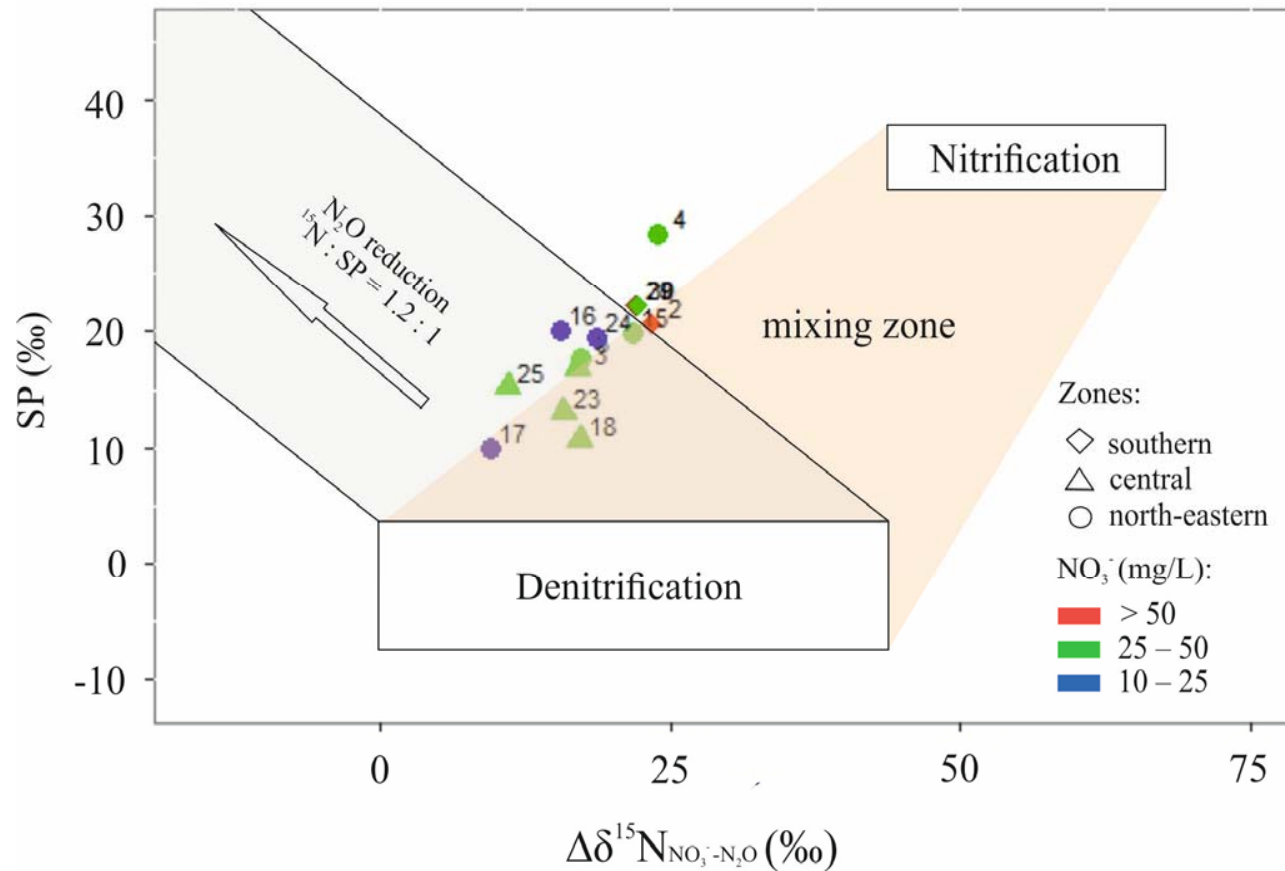 40
30
20
10
0
-10
SP (‰)
0
25
50
75
Δδ¹⁵N NO₃⁻-N₂O (‰)
N₂O reduction
¹⁵N : SP = 1.2 : 1
Nitrification
mixing zone
Denitrification
4
2
15
16
24
3
25
23
18
17
Zones:
southern
central
north-eastern
NO₃⁻ (mg/L):
> 50
25 – 50
10 – 25